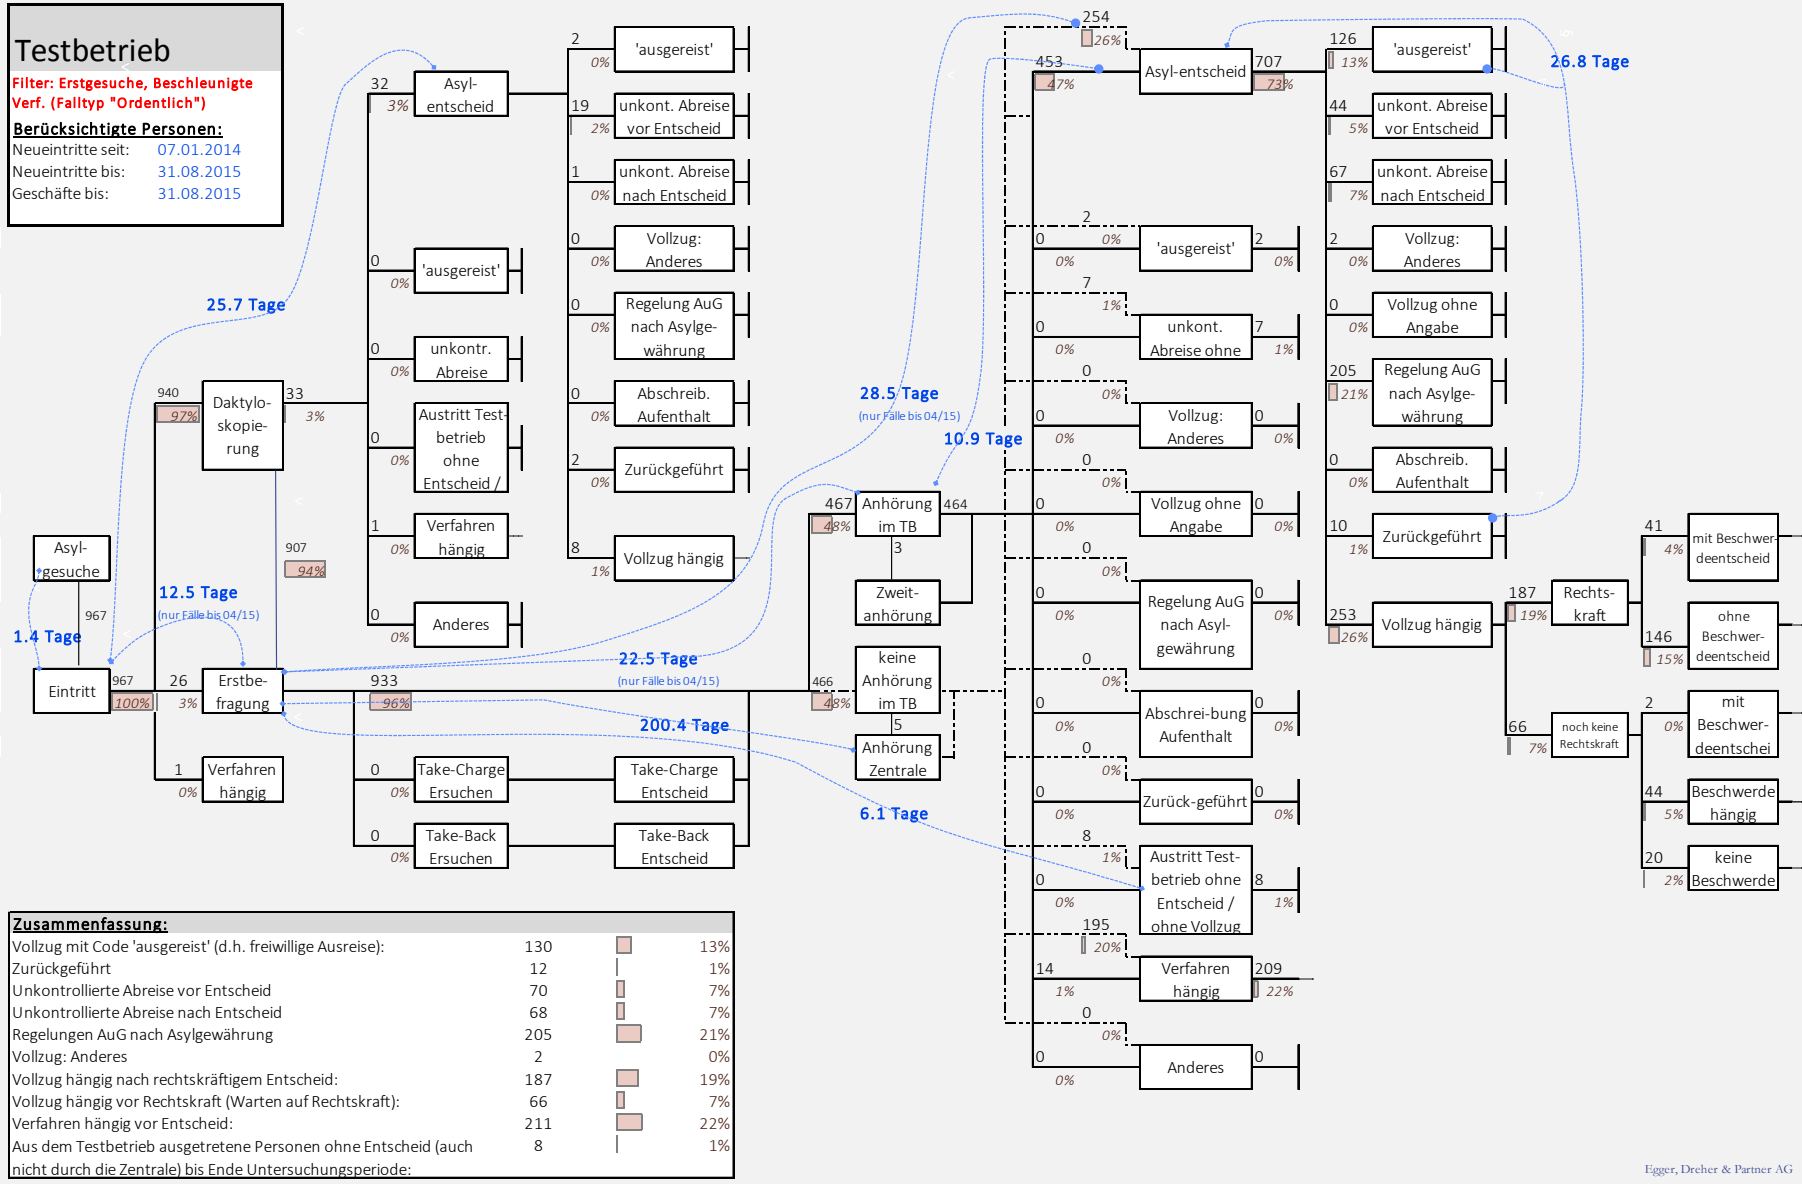 Testbetrieb
Filter: Erstgesuche, Beschleunigte
Verf. (Falltyp "Ordentlich")
Berücksichtigte Personen:
Neueintritte seit: 07.01.2014
Neueintritte bis: 31.08.2015
Geschäfte bis: 31.08.2015
Asyl-
gesuche
967
1.4 Tage
Eintritt
967
100%
25.7 Tage
12.5 Tage
(nur Fälle bis 04/15)
940
97%
Daktylo-
skopie-
rung
33
3%
907
94%
26
3%
Erstbe-
fragung
1
0%
Verfahren
hängig
32
3%
Asyl-
entscheid
0
0%
'ausgereist'
0
0%
unkontr.
Abreise
0
0%
Austritt Test-
betrieb
ohne
Entscheid /
1
0%
Verfahren
hängig
0
0%
Anderes
2
0%
'ausgereist'
19
2%
unkont. Abreise
vor Entscheid
1
0%
unkont. Abreise
nach Entscheid
0
0%
Vollzug:
Anderes
0
0%
Regelung AuG
nach Asylge-
währung
0
0%
Abschreib.
Aufenthalt
2
0%
Zurückgeführt
8
1%
Vollzug hängig
933
96%
22.5 Tage
(nur Fälle bis 04/15)
200.4 Tage
0
0%
Take-Charge
Ersuchen
Take-Charge
Entscheid
0
0%
Take-Back
Ersuchen
Take-Back
Entscheid
28.5 Tage
(nur Fälle bis 04/15)
10.9 Tage
467
48%
Anhörung
im TB
464
3
Zweit-
anhörung
466
48%
keine
Anhörung
im TB
5
Anhörung
Zentrale
6.1 Tage
254
26%
453
47%
Asyl-entscheid
707
73%
2
0%
0
0%
'ausgereist'
2
0%
7
1%
0
0%
unkont.
Abreise ohne
7
1%
0
0%
0
0%
Vollzug:
Anderes
0
0%
0
0%
0
0%
Vollzug ohne
Angabe
0
0%
0
0%
0
0%
Regelung AuG
nach Asyl-
gewährung
0
0%
0
0%
0
0%
Abschrei-bung
Aufenthalt
0
0%
0
0%
0
0%
Zurück-geführt
0
0%
8
1%
0
0%
Austritt Test-
betrieb ohne
Entscheid /
ohne Vollzug
8
1%
195
20%
14
1%
Verfahren
hängig
209
22%
0
0%
0
0%
Anderes
0
126
13%
'ausgereist'
26.8 Tage
44
5%
unkont. Abreise
vor Entscheid
67
7%
unkont. Abreise
nach Entscheid
2
0%
Vollzug:
Anderes
0
0%
Vollzug ohne
Angabe
205
21%
Regelung AuG
nach Asylge-
währung
0
0%
Abschreib.
Aufenthalt
10
1%
Zurückgeführt
253
26%
Vollzug hängig
187
19%
Rechts-
kraft
66
7%
noch keine
Rechtskraft
41
4%
mit Beschwer-
deentscheid
146
15%
ohne
Beschwer-
deentscheid
2
0%
mit
Beschwer-
deentschei
44
5%
Beschwerde
hängig
20
2%
keine
Beschwerde
Zusammenfassung:
Vollzug mit Code 'ausgereist' (d.h. freiwillige Ausreise): 130 13%
Zurückgeführt 12 1%
Unkontrollierte Abreise vor Entscheid 70 7%
Unkontrollierte Abreise nach Entscheid 68 7%
Regelungen AuG nach Asylgewährung 205 21%
Vollzug: Anderes 2 0%
Vollzug hängig nach rechtskräftigem Entscheid: 187 19%
Vollzug hängig vor Rechtskraft (Warten auf Rechtskraft): 66 7%
Verfahren hängig vor Entscheid: 211 22%
Aus dem Testbetrieb ausgetretene Personen ohne Entscheid (auch 8 1%
nicht durch die Zentrale) bis Ende Untersuchungsperiode:
Egger, Dreher & Partner AG